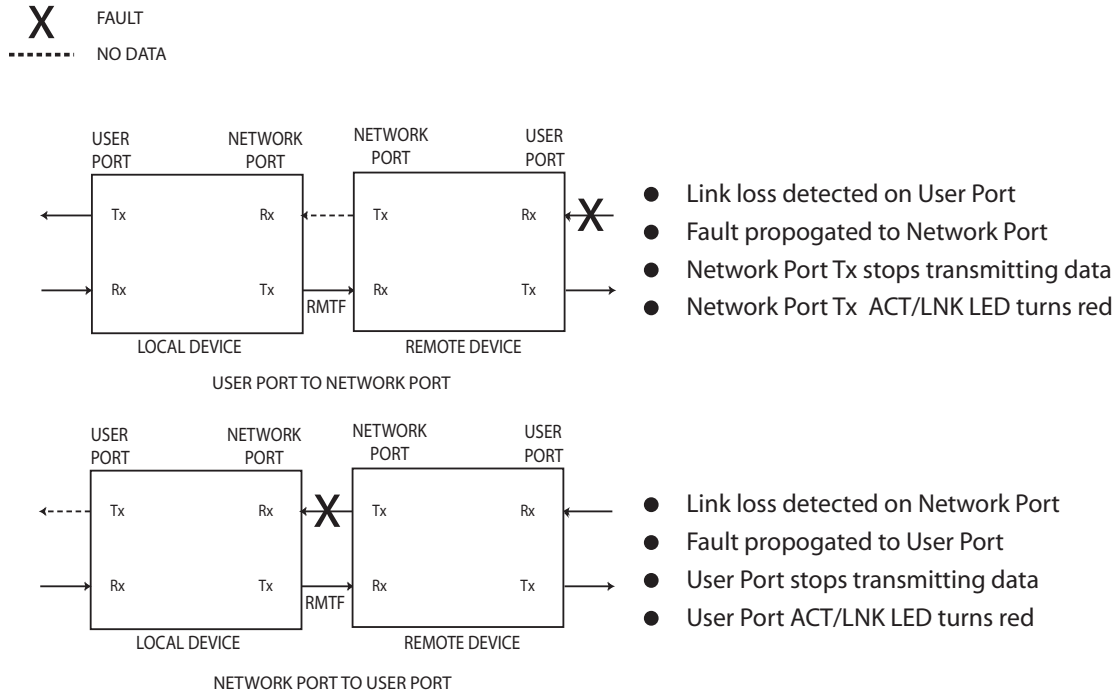 X FAULT
NO DATA
USER PORT
NETWORK PORT
NETWORK PORT
USER PORT
Tx Rx Tx Rx X
Rx Tx RMTF Rx Tx
LOCAL DEVICE
REMOTE DEVICE
USER PORT TO NETWORK PORT
● Link loss detected on User Port
● Fault propogated to Network Port
● Network Port Tx stops transmitting data
● Network Port Tx ACT/LNK LED turns red
USER PORT
NETWORK PORT
NETWORK PORT
USER PORT
Tx Rx X Tx Rx
Rx Tx RMTF Rx Tx
LOCAL DEVICE
REMOTE DEVICE
NETWORK PORT TO USER PORT
● Link loss detected on Network Port
● Fault propogated to User Port
● User Port stops transmitting data
● User Port ACT/LNK LED turns red